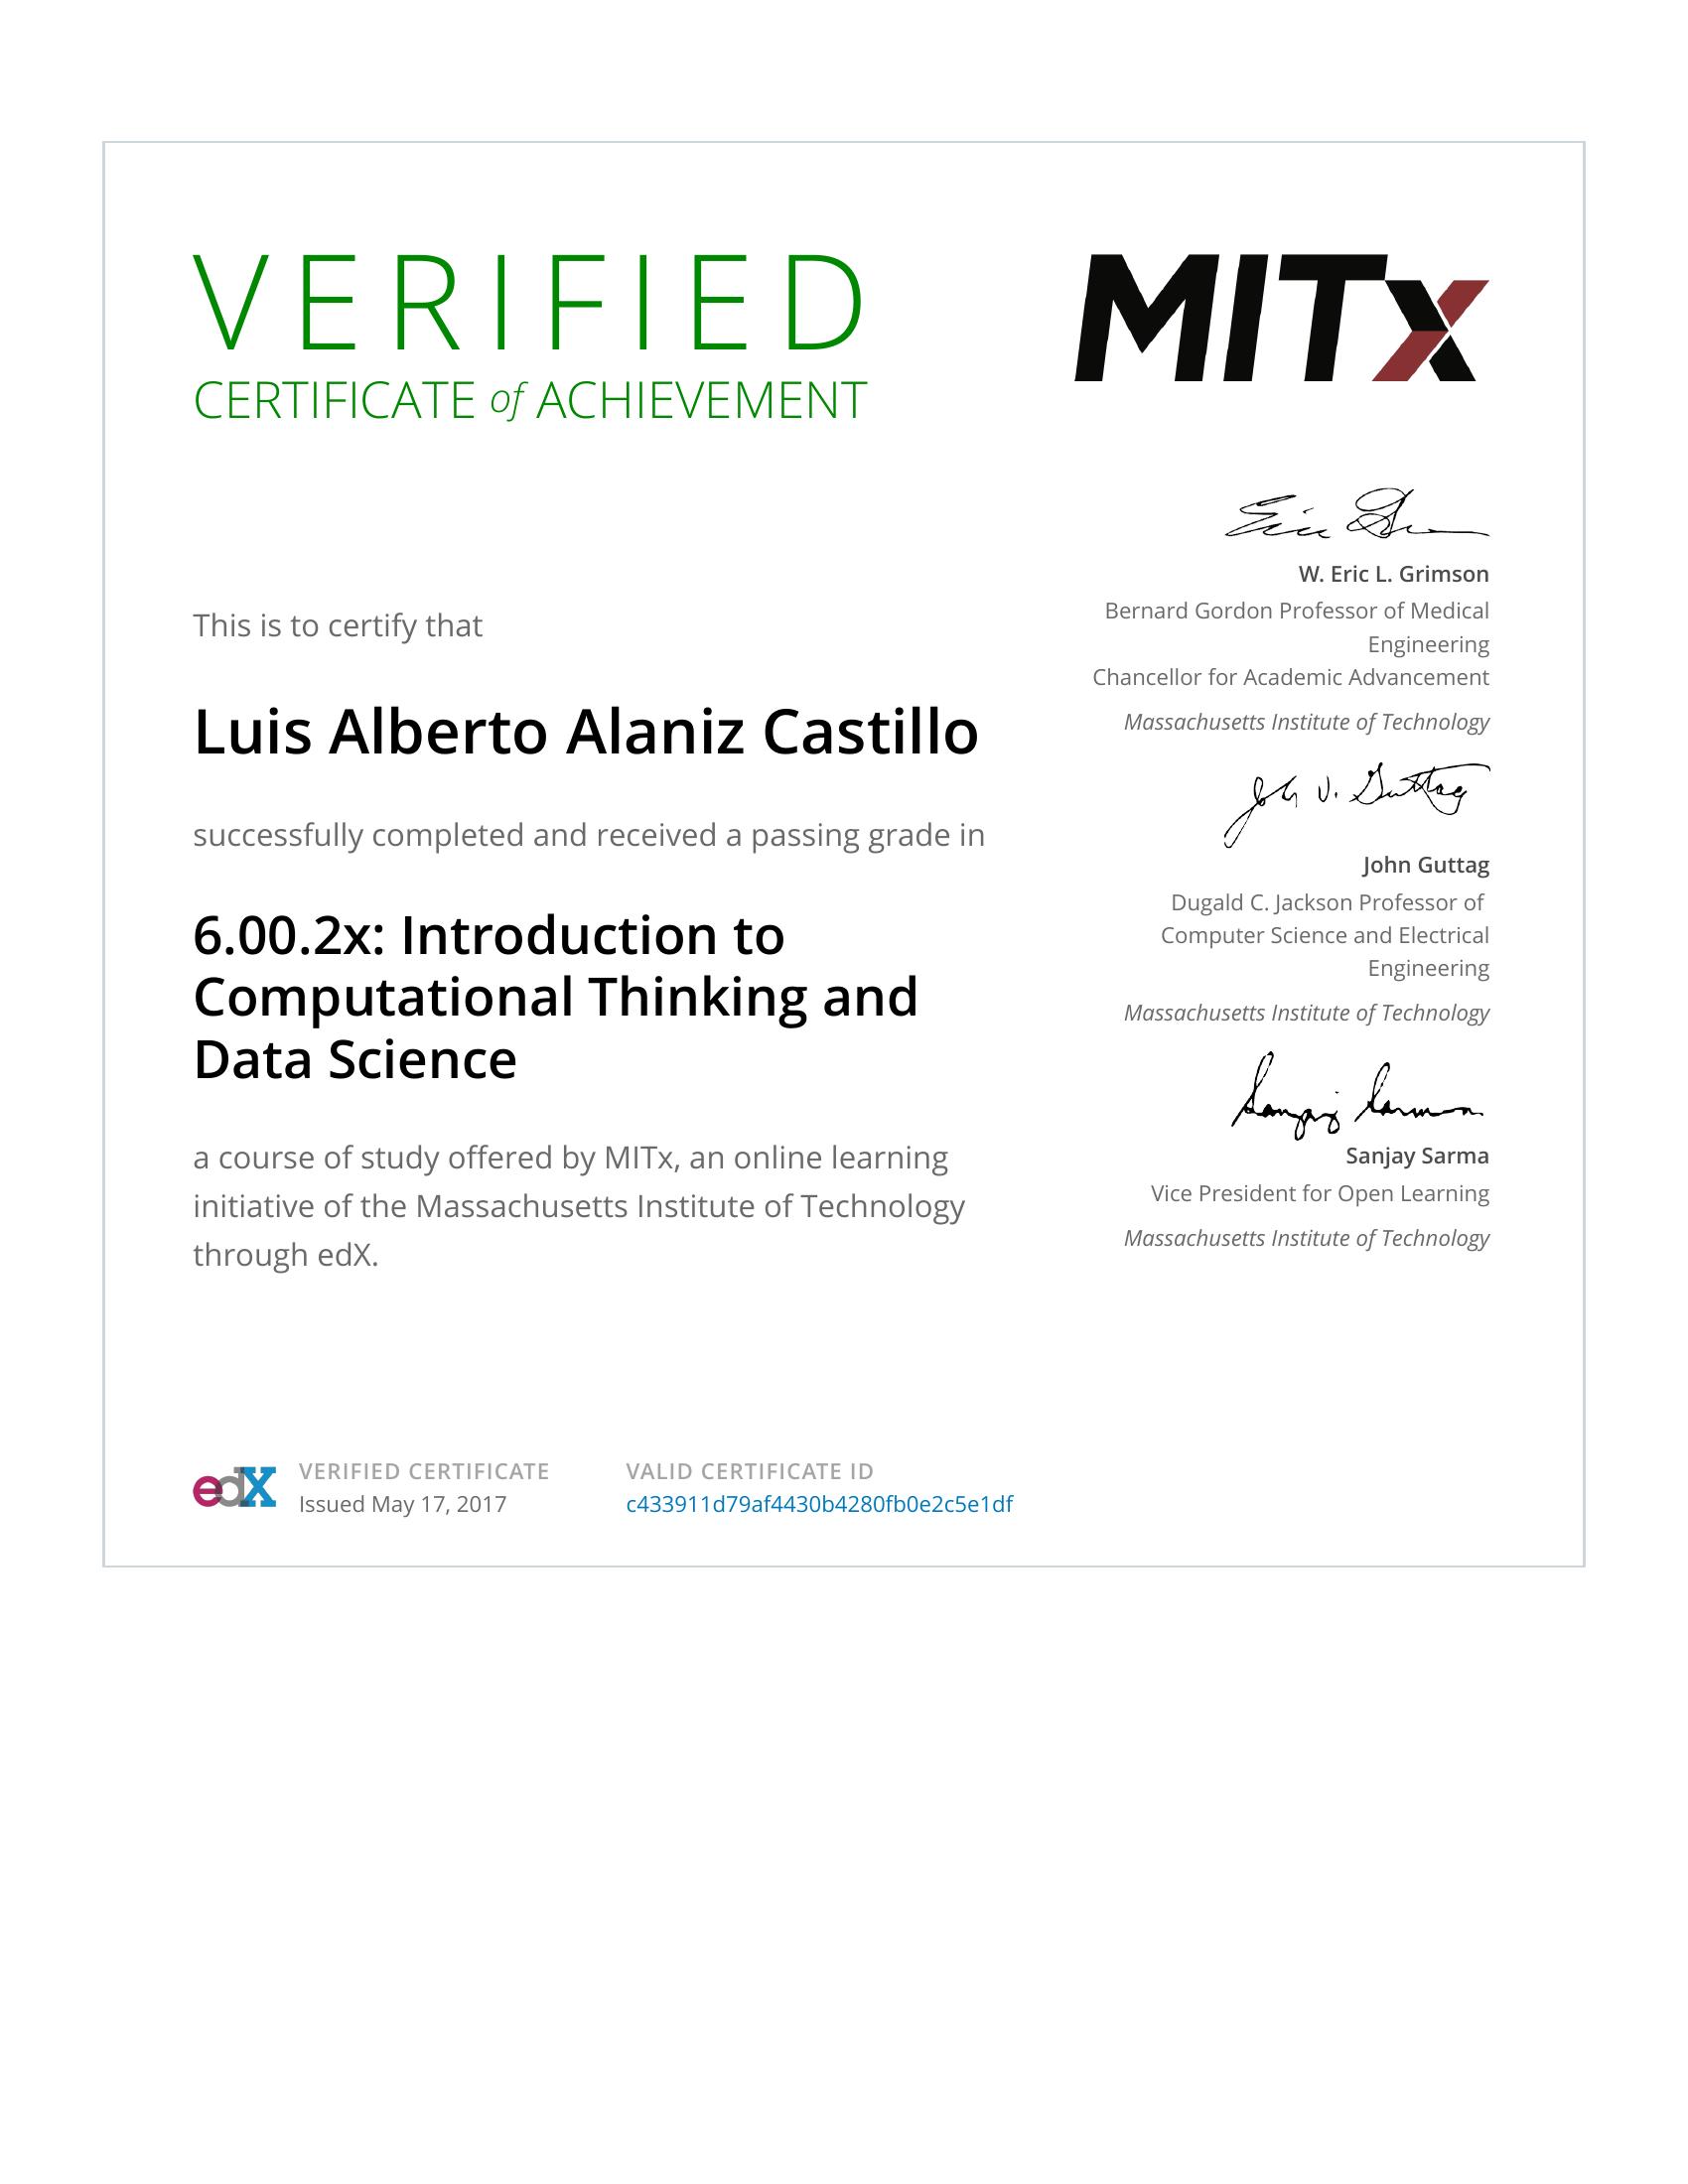 VERIFIED
CERTIFICATE of ACHIEVEMENT
MITx
This is to certify that
Luis Alberto Alaniz Castillo
successfully completed and received a passing grade in
6.00.2x: Introduction to
Computational Thinking and
Data Science
a course of study offered by MITx, an online learning
initiative of the Massachusetts Institute of Technology
through edX.
W. Eric L. Grimson
Bernard Gordon Professor of Medical
Engineering
Chancellor for Academic Advancement
Massachusetts Institute of Technology
John V. Guttag
John Guttag
Dugald C. Jackson Professor of
Computer Science and Electrical
Engineering
Massachusetts Institute of Technology
Sanjay Sarma
Sanjay Sarma
Vice President for Open Learning
Massachusetts Institute of Technology
edX
VERIFIED CERTIFICATE
Issued May 17, 2017
VALID CERTIFICATE ID
c433911d79af4430b4280fb0e2c5e1df